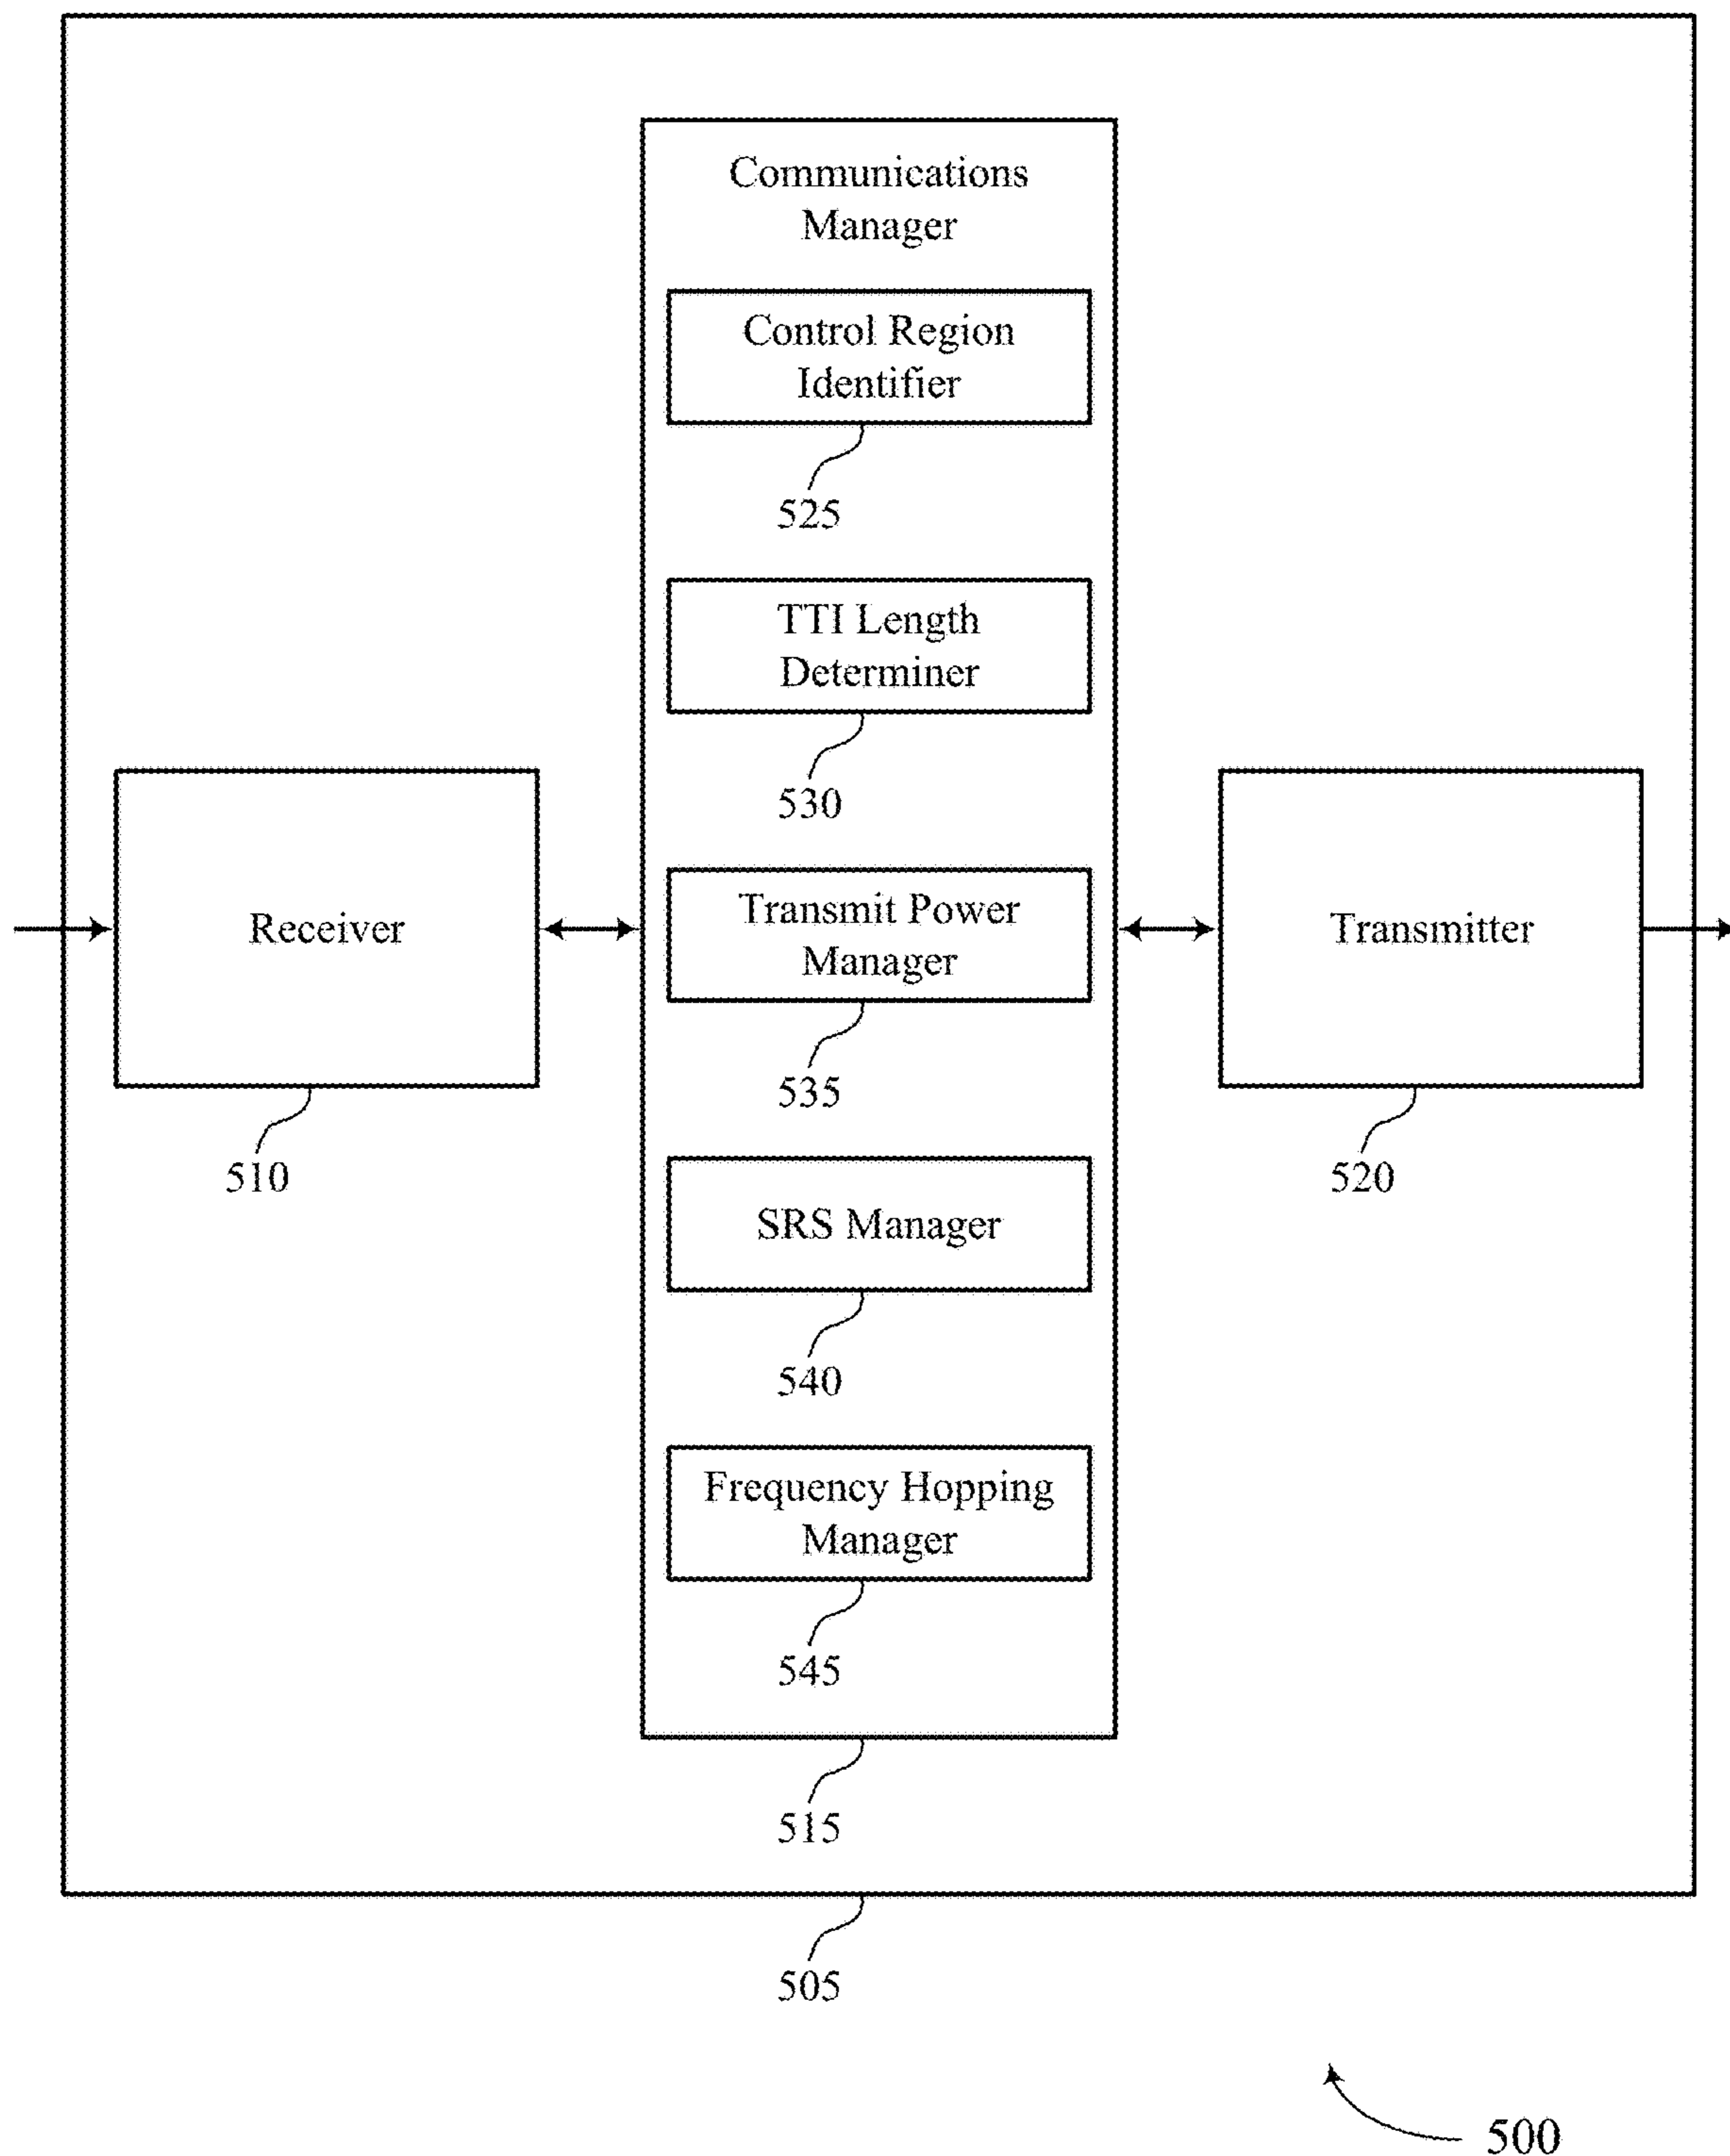 Communications
Manager
Control Region
Identifier
525
TTI Length
Determiner
530
Receiver
510
Transmit Power
Manager
535
Transmitter
520
SRS Manager
540
Frequency Hopping
Manager
545
515
505
500